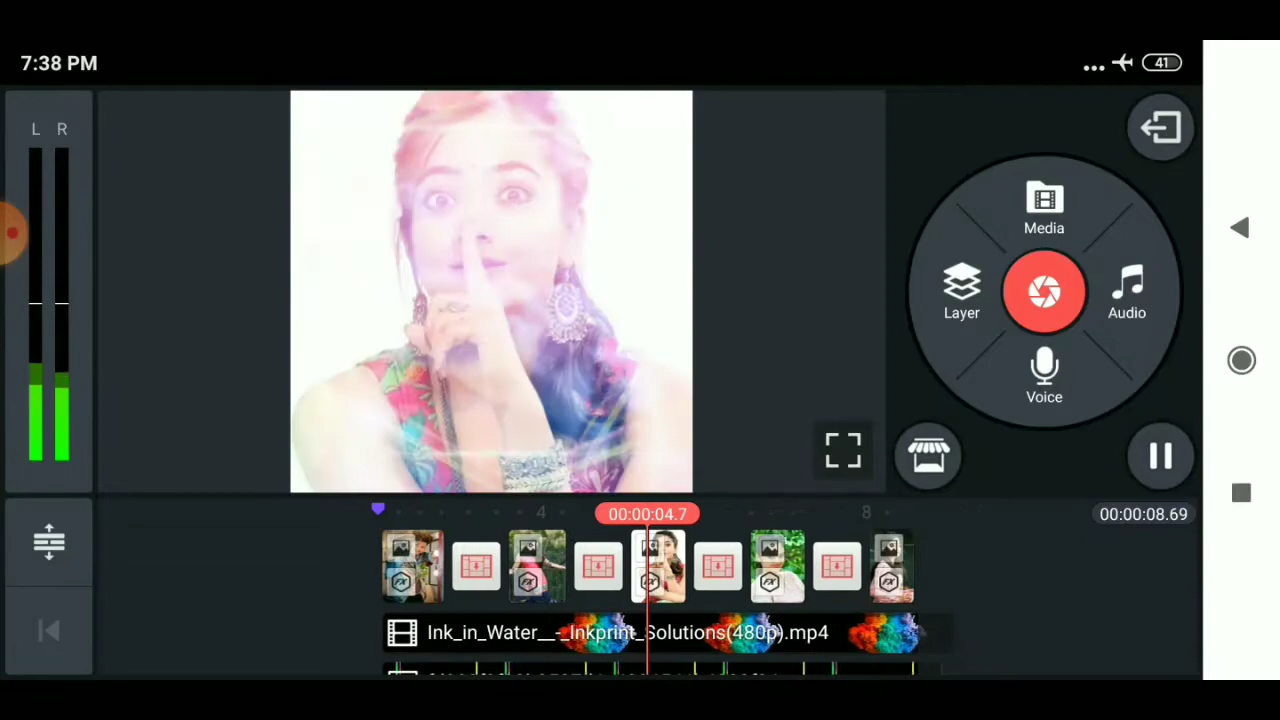 7:38 PM
41
L R
Media
Layer
Audio
Voice
4
00:00:04.7
8
00:00:08.69
Ink_in_Water__-_Inkprint_Solutions(480p).mp4